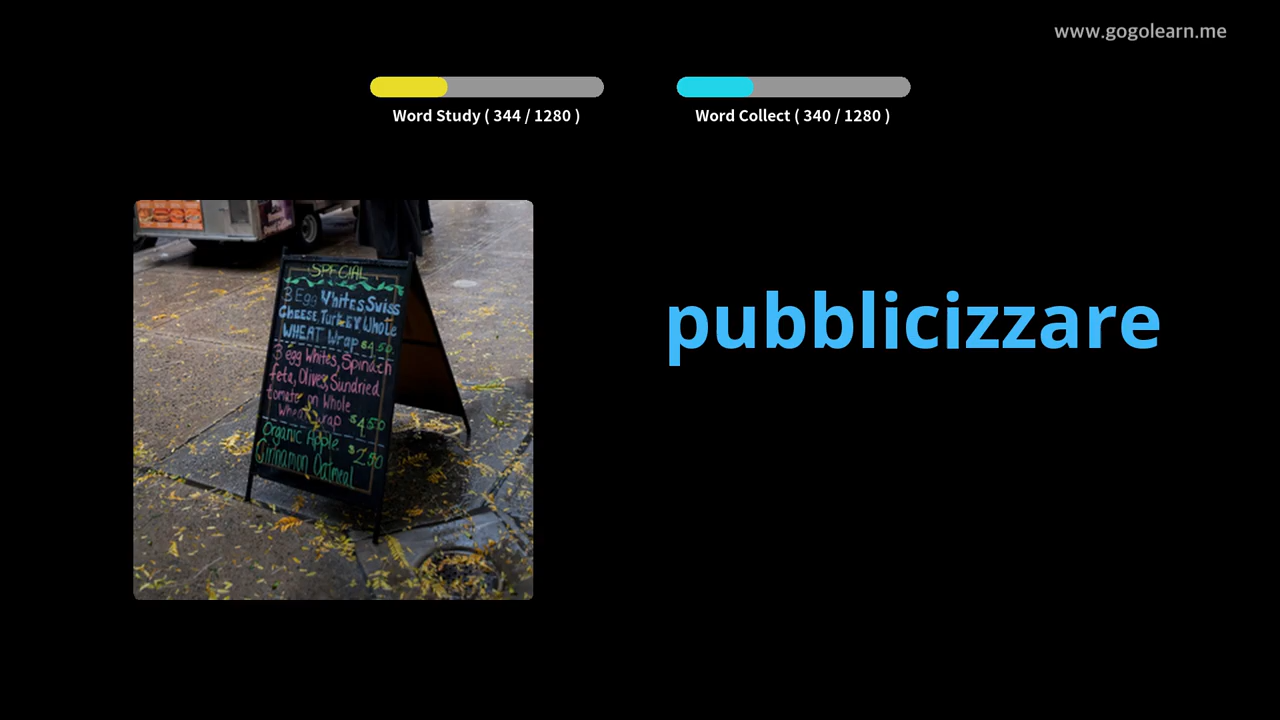 www.gogolearn.me
Word Study ( 344 / 1280 )
Word Collect ( 340 / 1280 )
SPECIAL
3 Egg Whites, Swiss
Cheese, Turkey Whole
WHEAT Wrap $4.50
3 egg Whites, Spinach
feta, Olives, Sundried
tomato on Whole
Wheat wrap $4.50
Organic Apple
Cinnamon Oatmeal $2.50
pubblicizzare